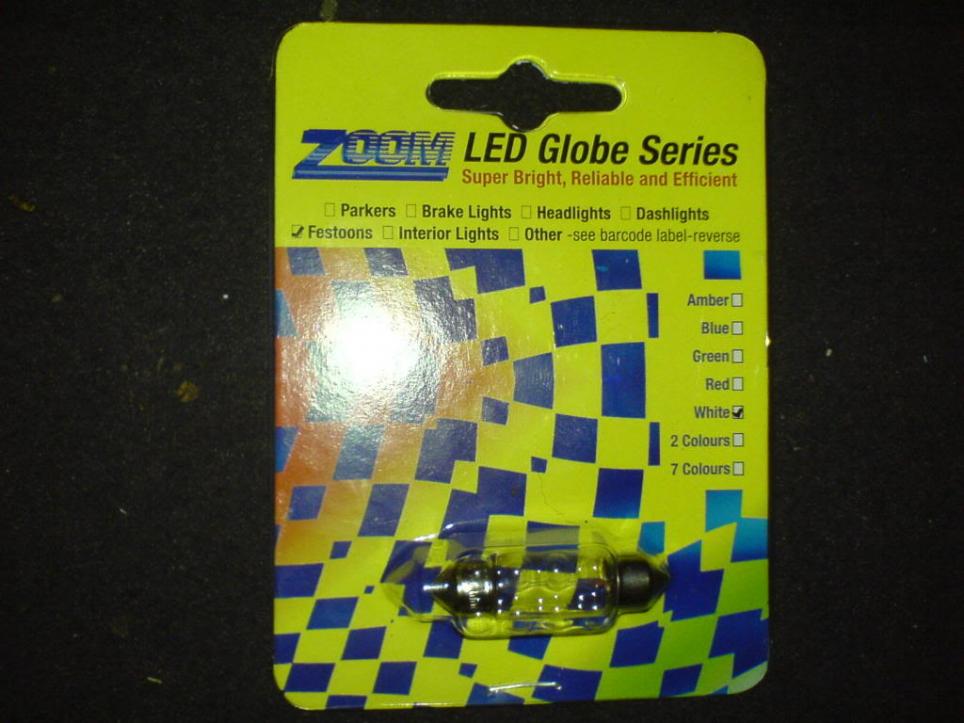 ZOOM LED Globe Series
Super Bright, Reliable and Efficient
Parkers Brake Lights Headlights Dashlights
Festoons Interior Lights Other -see barcode label-reverse
Amber
Blue
Green
Red
White
2 Colours
7 Colours